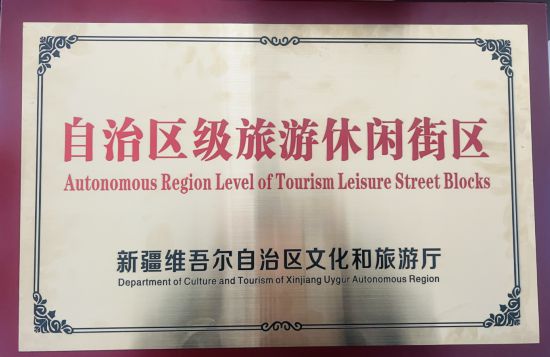 自治区级旅游休闲街区
Autonomous Region Level of Tourism Leisure Street Blocks
新疆维吾尔自治区文化和旅游厅
Department of Culture and Tourism of Xinjiang Uygur Autonomous Region